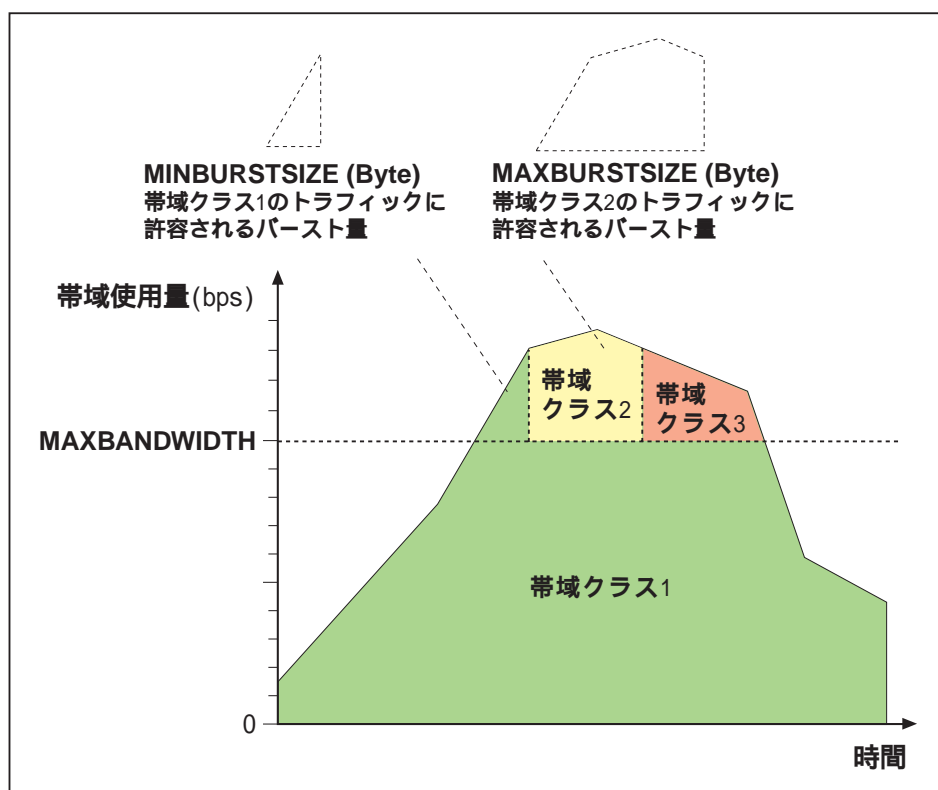 MINBURSTSIZE (Byte)
帯域クラス1のトラフィックに
許容されるバースト量
MAXBURSTSIZE (Byte)
帯域クラス2のトラフィックに
許容されるバースト量
帯域使用量(bps)
帯域
クラス2
帯域
クラス3
MAXBANDWIDTH
帯域クラス1
0
時間